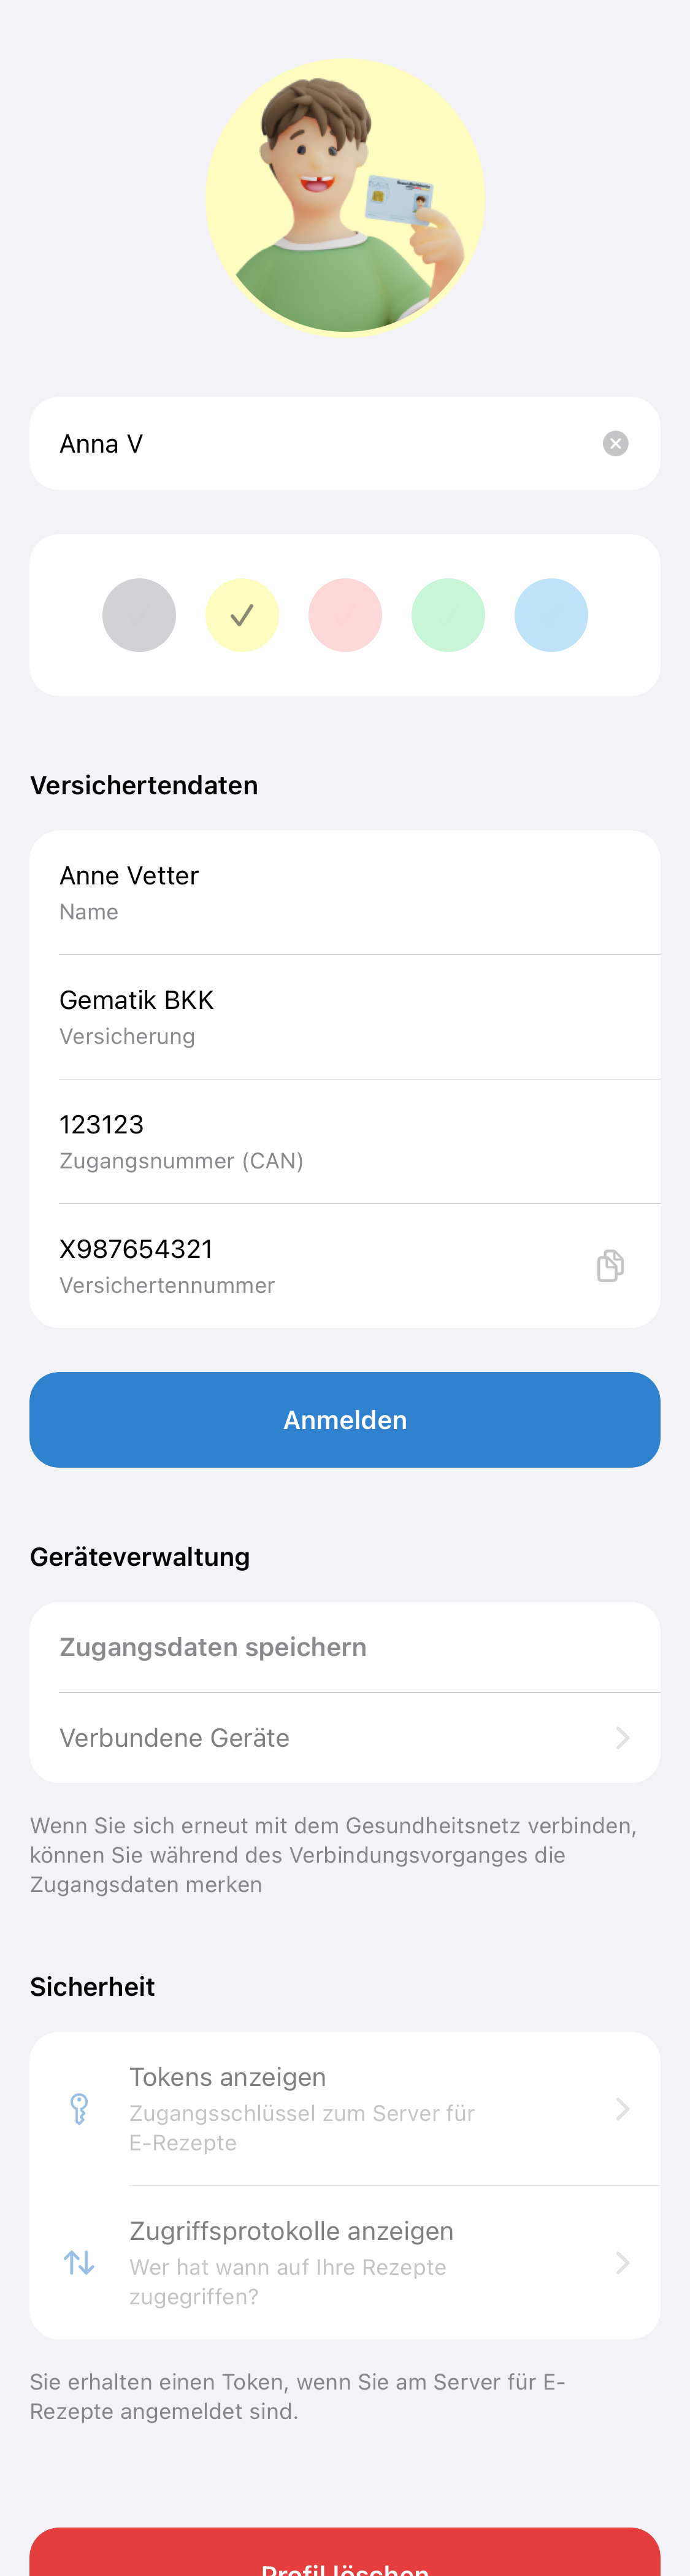 Anna V
Versichertendaten
Anne Vetter
Name
Gematik BKK
Versicherung
123123
Zugangsnummer (CAN)
X987654321
Versichertennummer
Anmelden
Geräteverwaltung
Zugangsdaten speichern
Verbundene Geräte
Wenn Sie sich erneut mit dem Gesundheitsnetz verbinden,
können Sie während des Verbindungsvorganges die
Zugangsdaten merken
Sicherheit
Tokens anzeigen
Zugangsschlüssel zum Server für
E-Rezepte
Zugriffsprotokolle anzeigen
Wer hat wann auf Ihre Rezepte
zugegriffen?
Sie erhalten einen Token, wenn Sie am Server für E-
Rezepte angemeldet sind.
Profil löschen